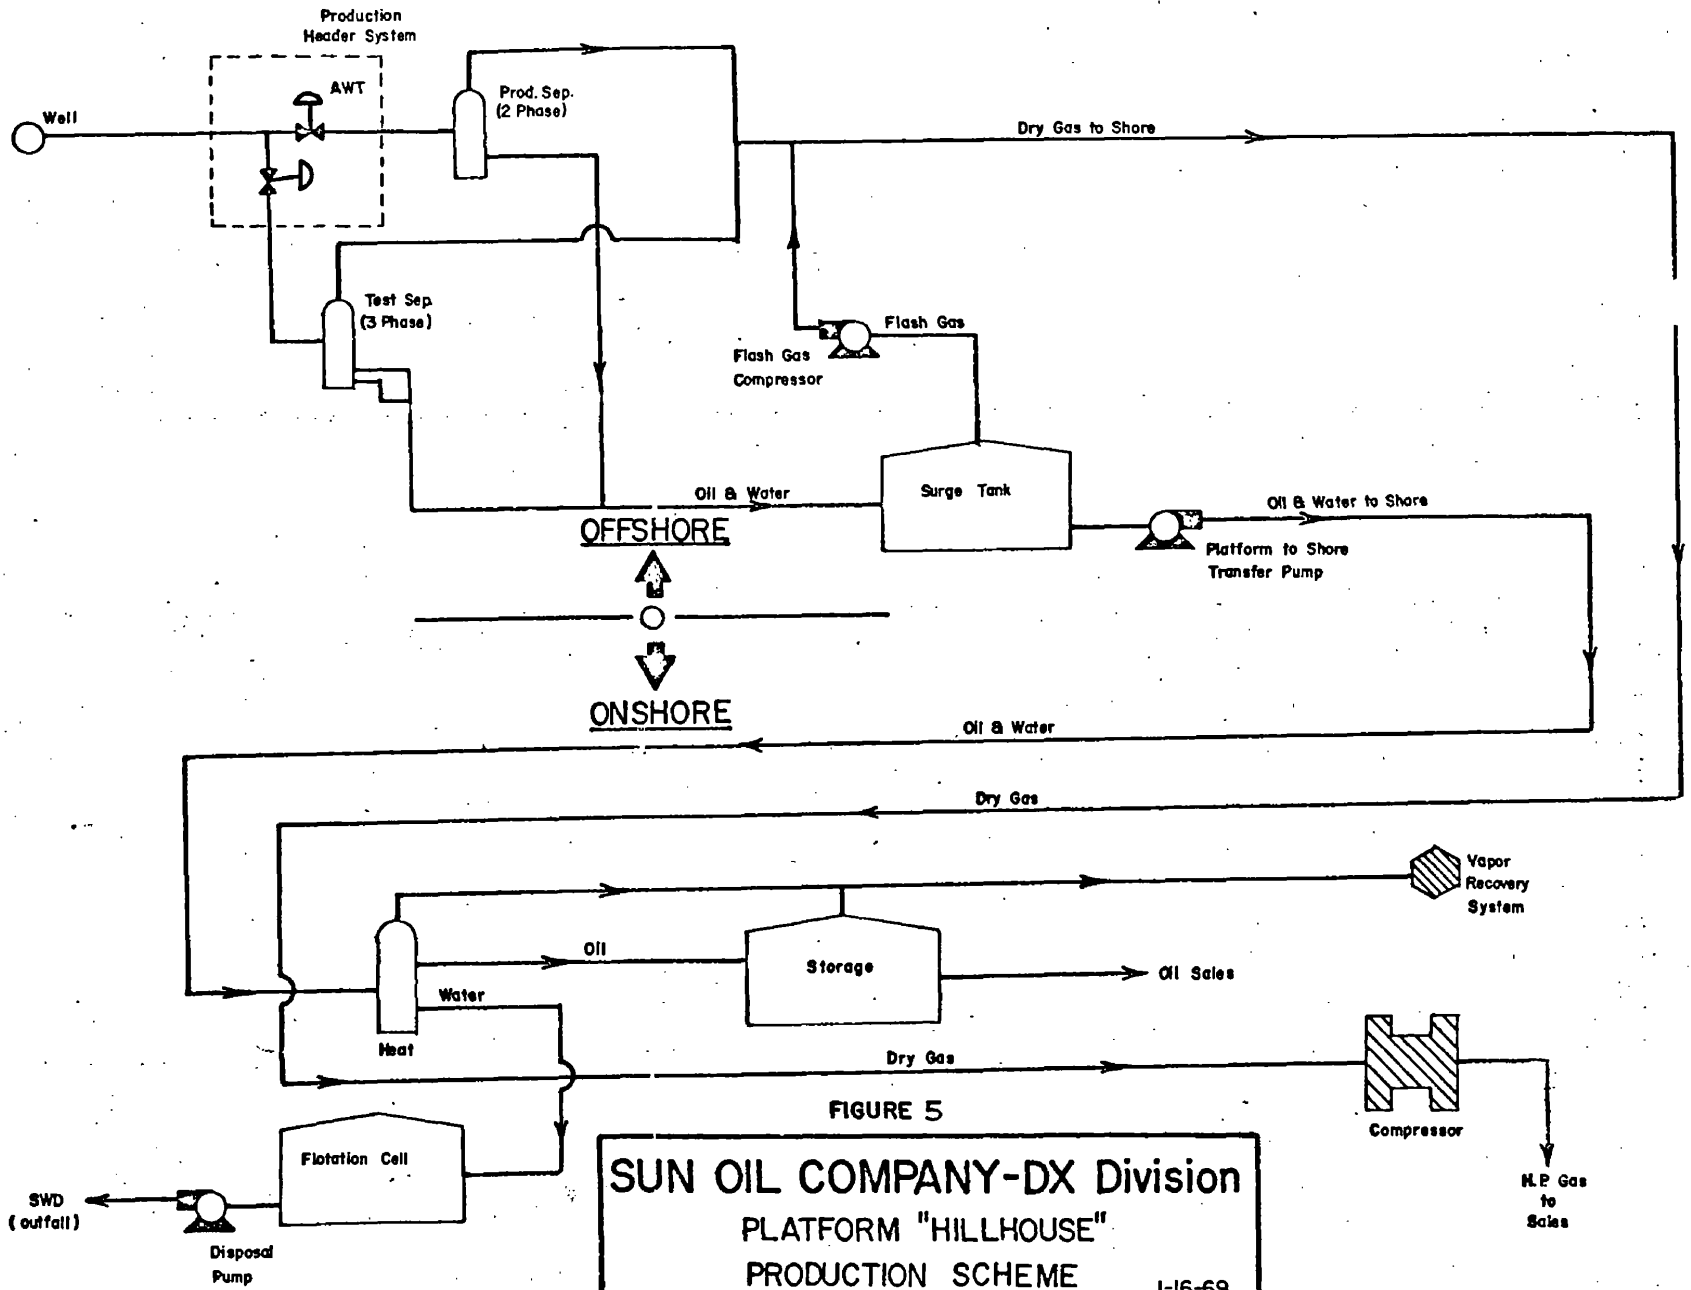 Production
Header System
AWT
Well
Prod. Sep.
(2 Phase)
Dry Gas to Shore
Test Sep.
(3 Phase)
Flash Gas
Flash Gas
Compressor
Surge Tank
Oil & Water
Oil & Water to Shore
Platform to Shore
Transfer Pump
OFFSHORE
ONSHORE
Oil & Water
Dry Gas
Vapor
Recovery
System
Oil
Storage
Oil Sales
Water
Heat
Dry Gas
Compressor
H.P. Gas
to
Sales
Flotation Cell
SWD
(outfall)
Disposal
Pump
FIGURE 5
SUN OIL COMPANY-DX Division
PLATFORM "HILLHOUSE"
PRODUCTION SCHEME
1-16-69